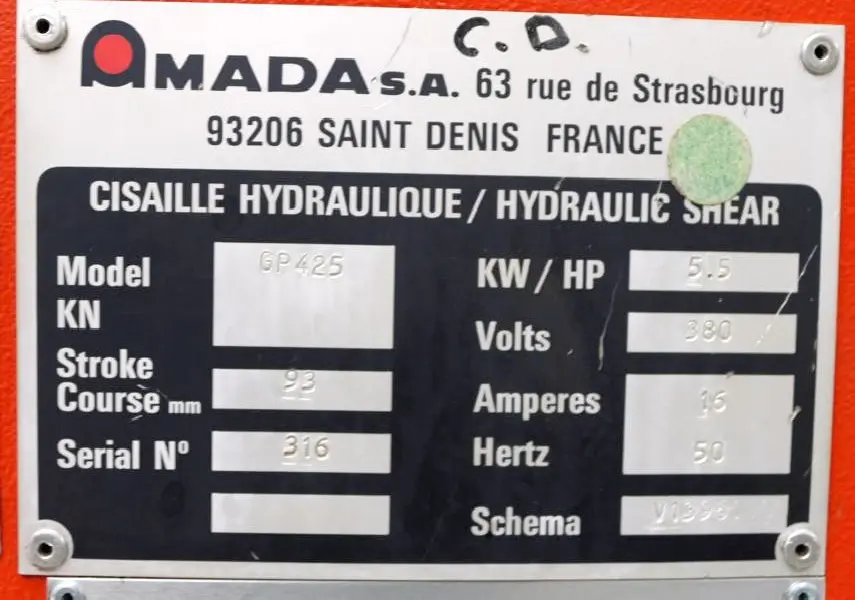 C.D.
AMADA S.A. 63 rue de Strasbourg
93206 SAINT DENIS FRANCE
CISAILLE HYDRAULIQUE / HYDRAULIC SHEAR
Model GP425
KN
Stroke
Course mm 93
Serial Nº 316
KW / HP 5.5
Volts 380
Amperes 16
Hertz 50
Schema